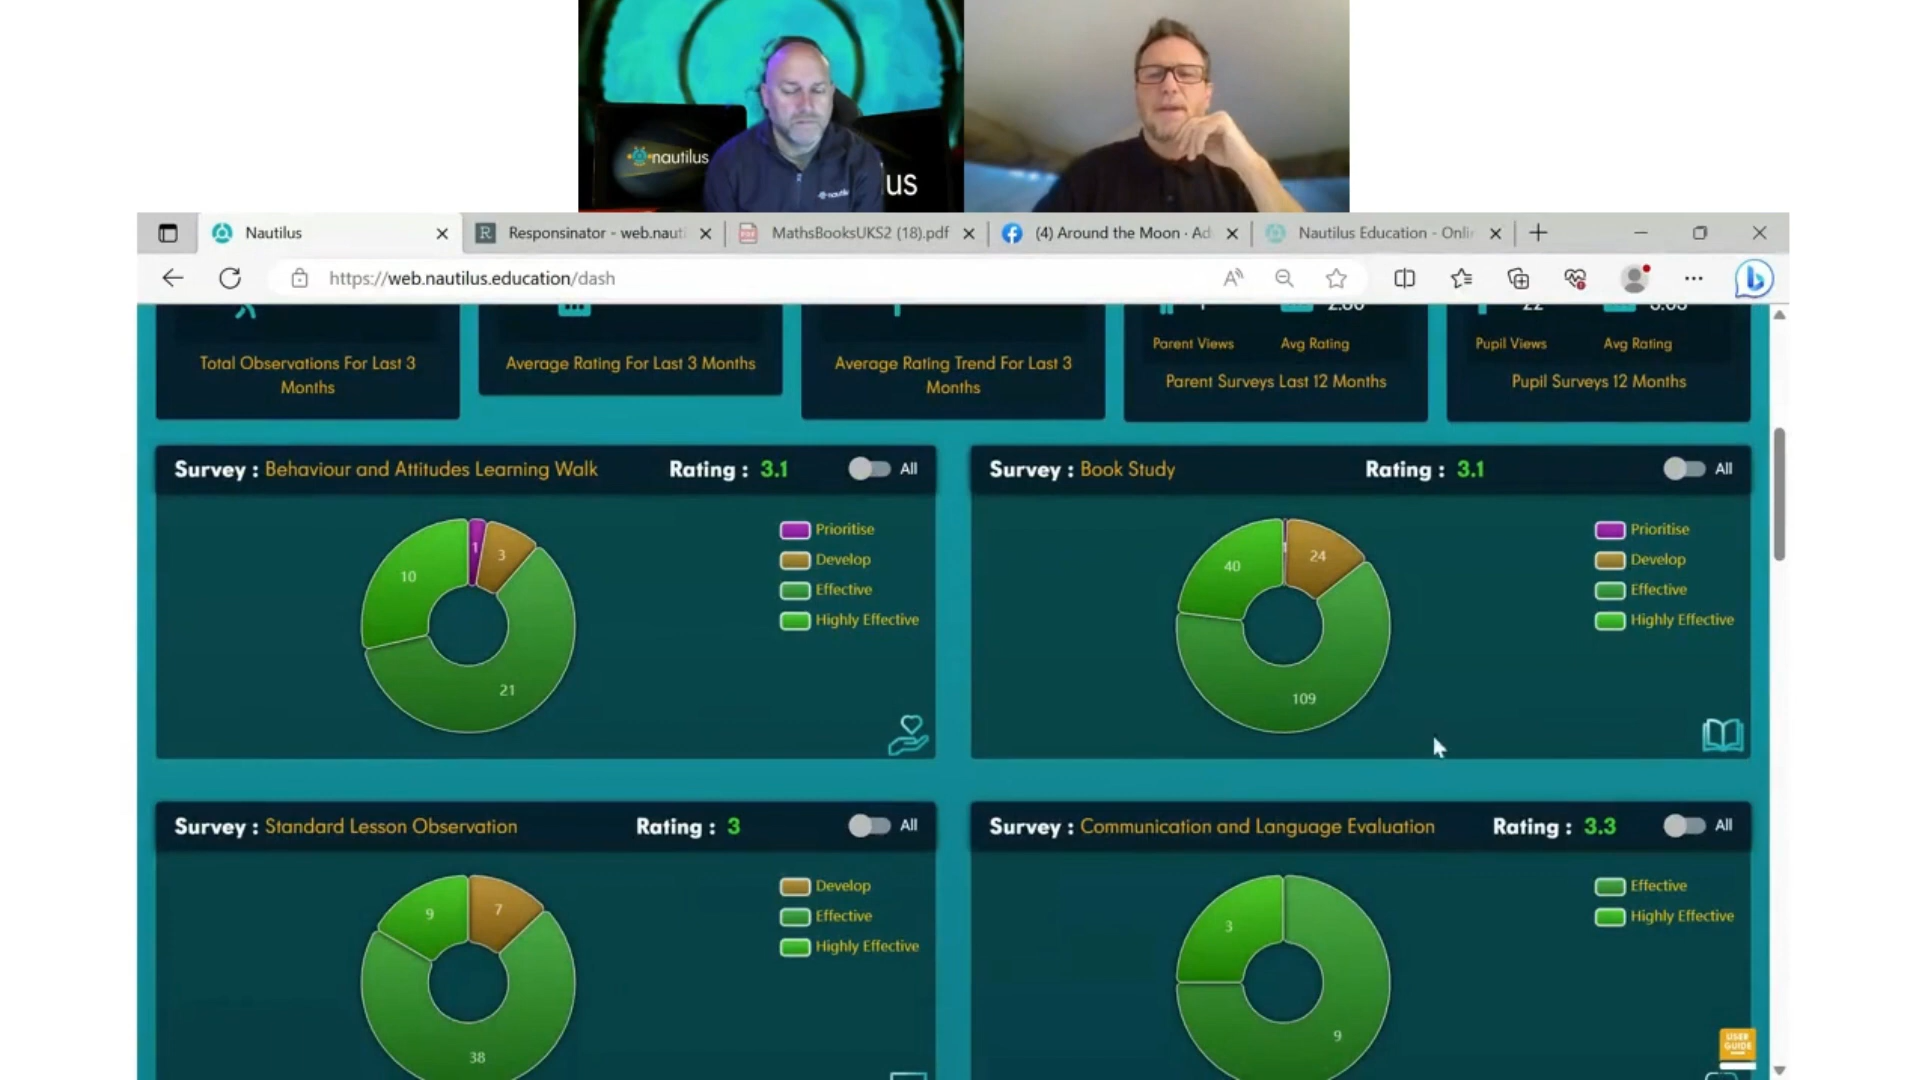 nautilus
us
Nautilus
Responsinator - web.nauti
MathsBooksUKS2 (18).pdf
(4) Around the Moon · Ad
Nautilus Education - Onli
https://web.nautilus.education/dash
Total Observations For Last 3
Months
Average Rating For Last 3 Months
Average Rating Trend For Last 3
Months
Parent Views
Avg Rating
Parent Surveys Last 12 Months
Pupil Views
Avg Rating
Pupil Surveys 12 Months
Survey : Behaviour and Attitudes Learning Walk Rating : 3.1 All
1
3
10
21
Prioritise
Develop
Effective
Highly Effective
Survey : Book Study Rating : 3.1 All
1
24
40
109
Prioritise
Develop
Effective
Highly Effective
Survey : Standard Lesson Observation Rating : 3 All
9
7
38
Develop
Effective
Highly Effective
Survey : Communication and Language Evaluation Rating : 3.3 All
3
9
Effective
Highly Effective
USER
GUIDE